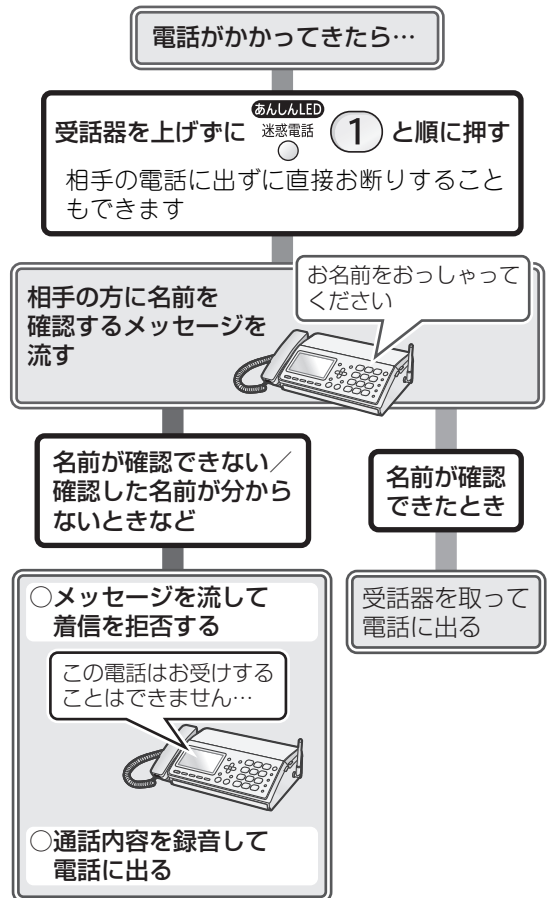 電話がかかってきたら…
あんしんLED
受話器を上げずに 迷惑電話 1 と順に押す
相手の電話に出ずに直接お断りすること
もできます
お名前をおっしゃって
ください
相手の方に名前を
確認するメッセージを
流す
名前が確認できない／
確認した名前が分から
ないときなど
名前が確認
できたとき
○メッセージを流して
着信を拒否する
この電話はお受けする
ことはできません…
○通話内容を録音して
電話に出る
受話器を取って
電話に出る